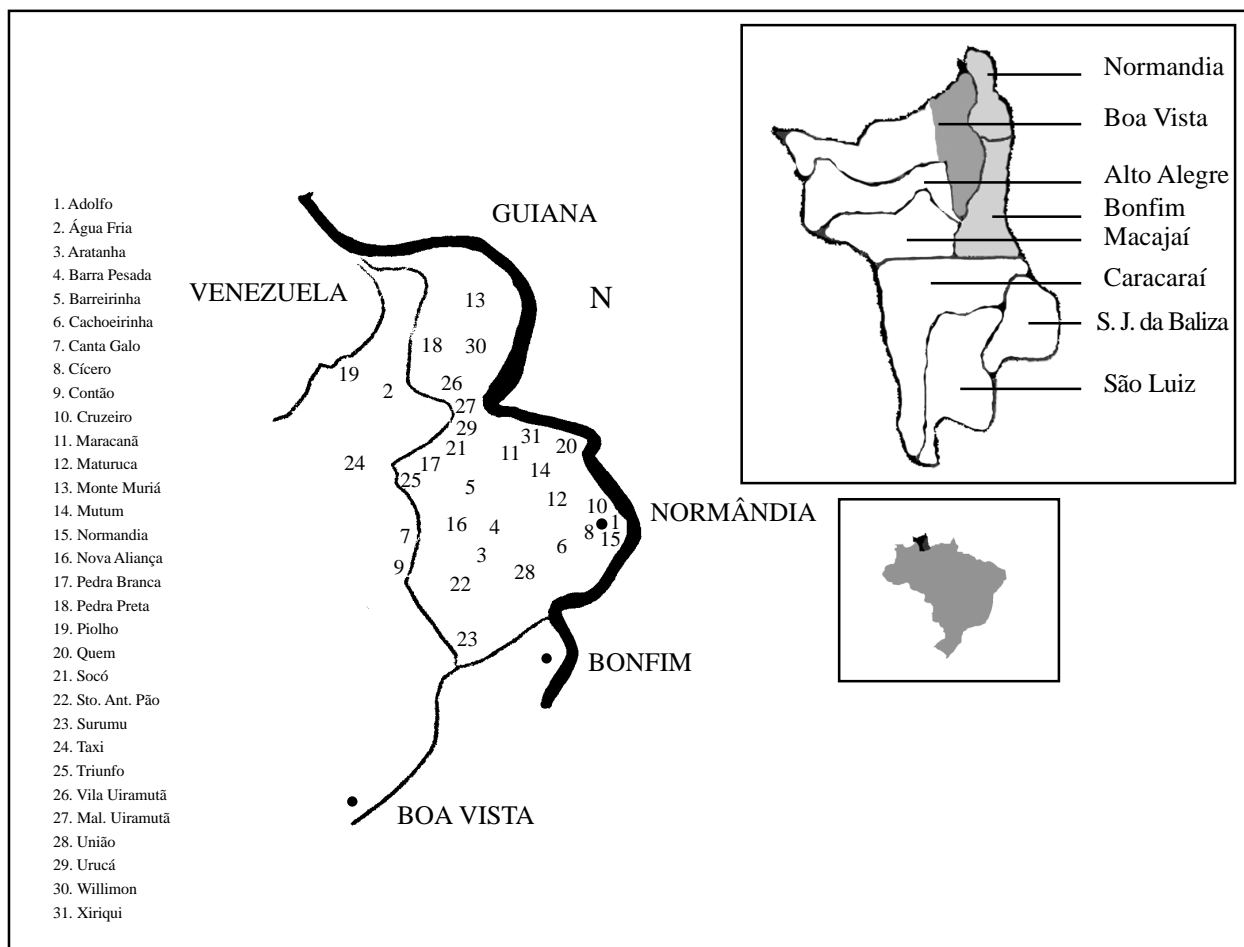 1. Adolfo
2. Água Fria
3. Aratanha
4. Barra Pesada
5. Barreirinha
6. Cachoeirinha
7. Canta Galo
8. Cícero
9. Contão
10. Cruzeiro
11. Maracanã
12. Maturuca
13. Monte Muriá
14. Mutum
15. Normandia
16. Nova Aliança
17. Pedra Branca
18. Pedra Preta
19. Piolho
20. Quem
21. Socó
22. Sto. Ant. Pão
23. Surumu
24. Taxi
25. Triunfo
26. Vila Uiramutã
27. Mal. Uiramutã
28. União
29. Urucá
30. Willimon
31. Xiriqui
GUIANA
VENEZUELA
N
13
18 30
19
2
26
27
29
31
20
21
11
24
17
14
25
5
12
10
NORMÂNDIA
16
4
1
7
8
15
6
3
9
28
22
23
BONFIM
BOA VISTA
Normandia
Boa Vista
Alto Alegre
Bonfim
Macajaí
Caracaraí
S. J. da Baliza
São Luiz